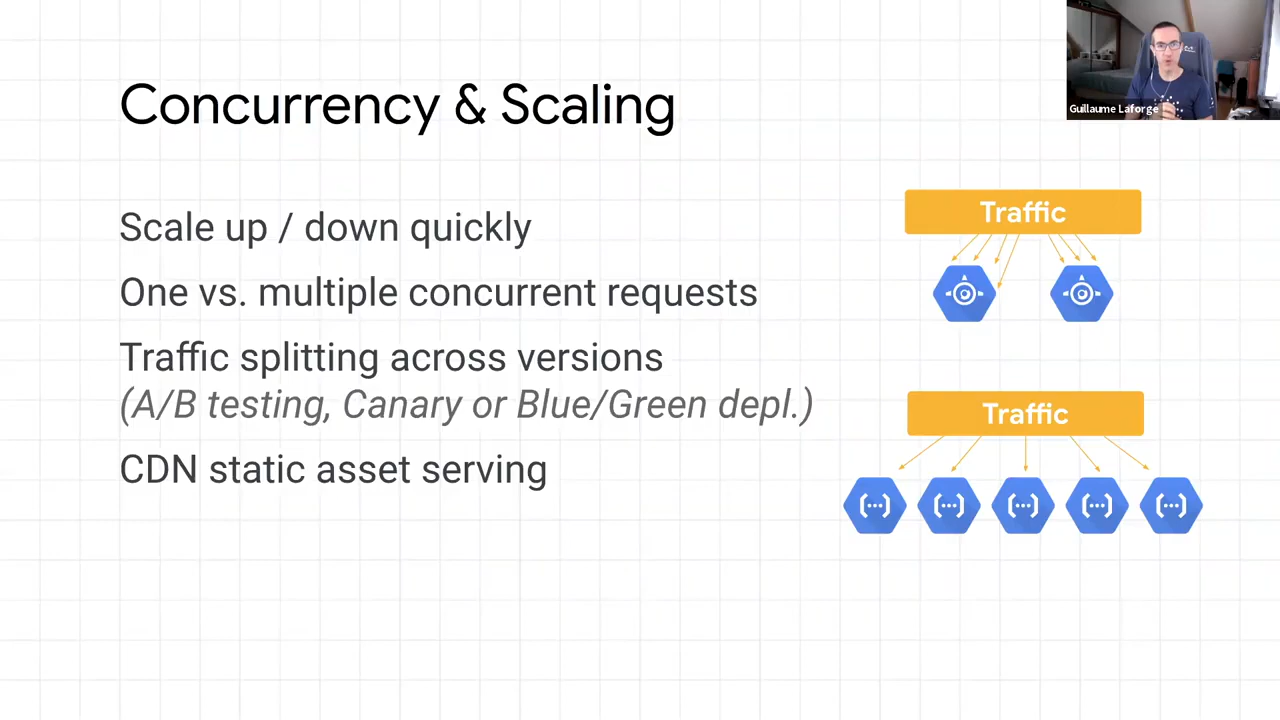 Concurrency & Scaling
Guillaume Laforge
Scale up / down quickly
One vs. multiple concurrent requests
Traffic splitting across versions
(A/B testing, Canary or Blue/Green depl.)
CDN static asset serving
Traffic
Traffic